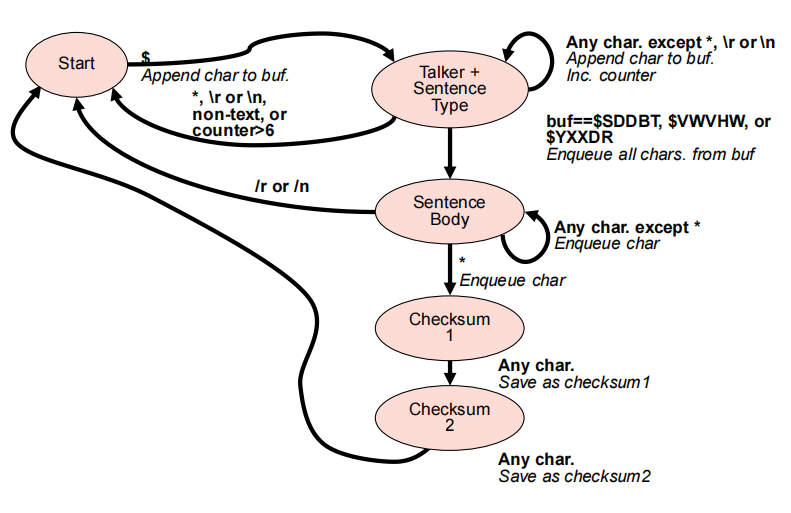 Start
$
Append char to buf.
*, \r or \n,
non-text, or
counter>6
Talker +
Sentence
Type
Any char. except *, \r or \n
Append char to buf.
Inc. counter
buf==$SDDBT, $VWVHW, or
$YXXDR
Enqueue all chars. from buf
/r or /n
Sentence
Body
Any char. except *
Enqueue char
*
Enqueue char
Checksum
1
Any char.
Save as checksum1
Checksum
2
Any char.
Save as checksum2